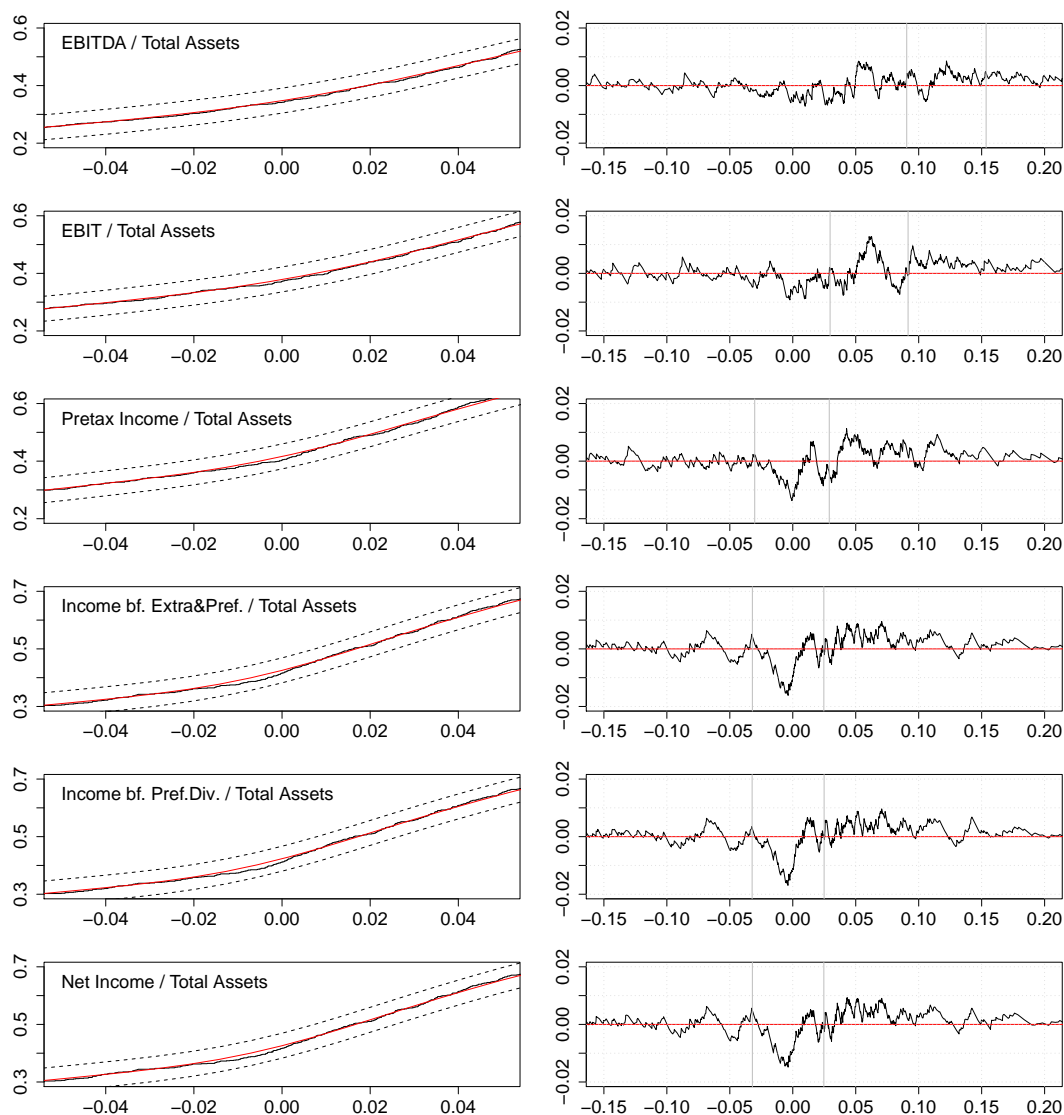 EBITDA / Total Assets
0.2 0.4 0.6
−0.04 −0.02 0.00 0.02 0.04
−0.02 0.00 0.02
−0.15 −0.10 −0.05 0.00 0.05 0.10 0.15 0.20
EBIT / Total Assets
0.2 0.4 0.6
−0.04 −0.02 0.00 0.02 0.04
−0.02 0.00 0.02
−0.15 −0.10 −0.05 0.00 0.05 0.10 0.15 0.20
Pretax Income / Total Assets
0.2 0.4 0.6
−0.04 −0.02 0.00 0.02 0.04
−0.02 0.00 0.02
−0.15 −0.10 −0.05 0.00 0.05 0.10 0.15 0.20
Income bf. Extra&Pref. / Total Assets
0.3 0.5 0.7
−0.04 −0.02 0.00 0.02 0.04
−0.02 0.00 0.02
−0.15 −0.10 −0.05 0.00 0.05 0.10 0.15 0.20
Income bf. Pref.Div. / Total Assets
0.3 0.5 0.7
−0.04 −0.02 0.00 0.02 0.04
−0.02 0.00 0.02
−0.15 −0.10 −0.05 0.00 0.05 0.10 0.15 0.20
Net Income / Total Assets
0.3 0.5 0.7
−0.04 −0.02 0.00 0.02 0.04
−0.02 0.00 0.02
−0.15 −0.10 −0.05 0.00 0.05 0.10 0.15 0.20